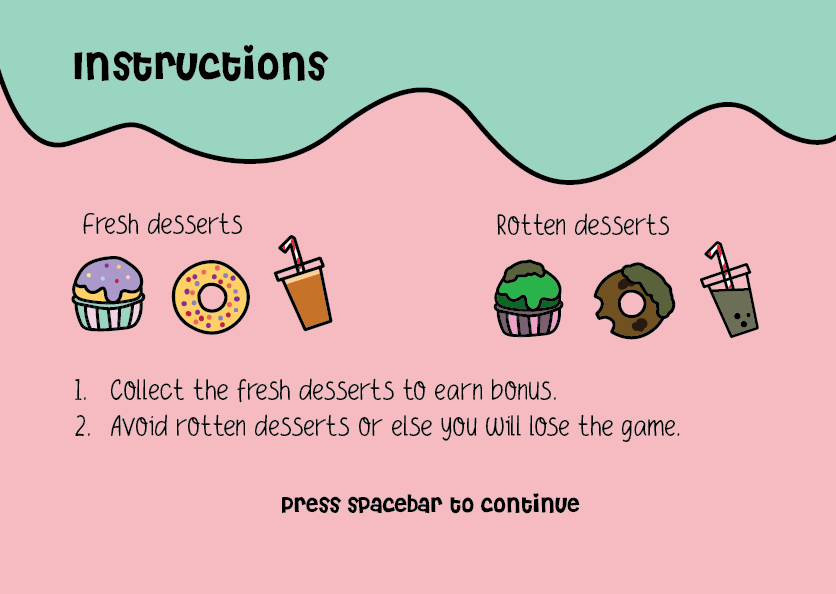 Instructions
Fresh desserts
Rotten desserts
1. Collect the fresh desserts to earn bonus.
2. Avoid rotten desserts or else you will lose the game.
Press spacebar to continue